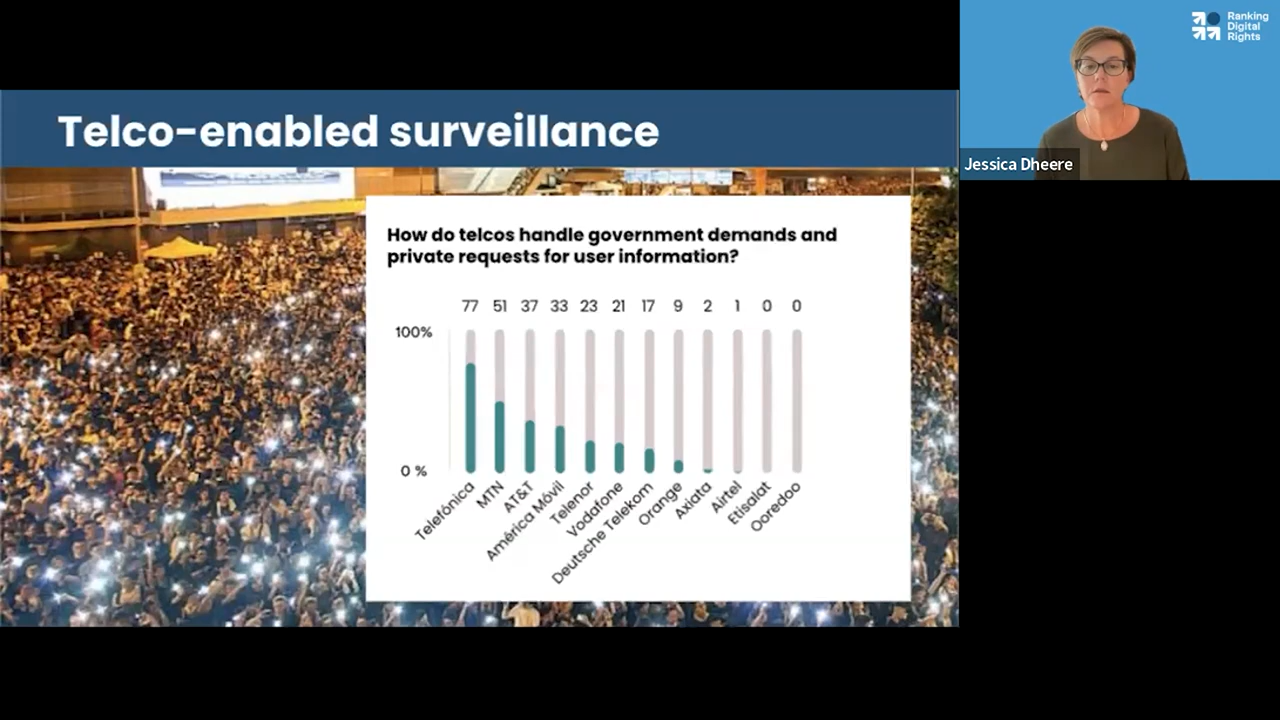 Telco-enabled surveillance
How do telcos handle government demands and
private requests for user information?
77 51 37 33 23 21 17 9 2 1 0 0
100%
0 %
Telefónica
MTN
AT&T
América Móvil
Telenor
Vodafone
Deutsche Telekom
Orange
Axiata
Airtel
Etisalat
Ooredoo
Ranking
Digital
Rights
Jessica Dheere